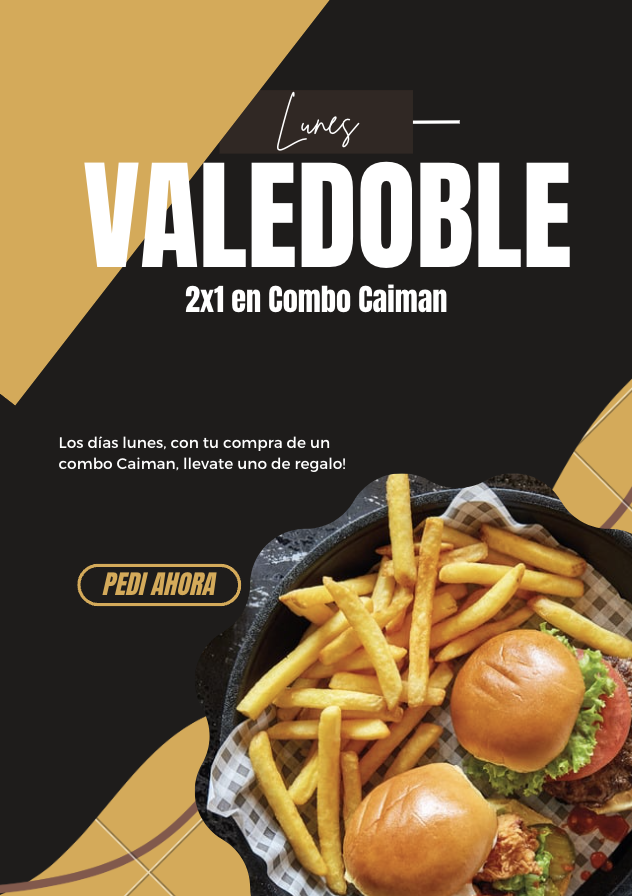 Lunes
VALEDOBLE
2x1 en Combo Caiman
Los días lunes, con tu compra de un
combo Caiman, llevate uno de regalo!
PEDI AHORA